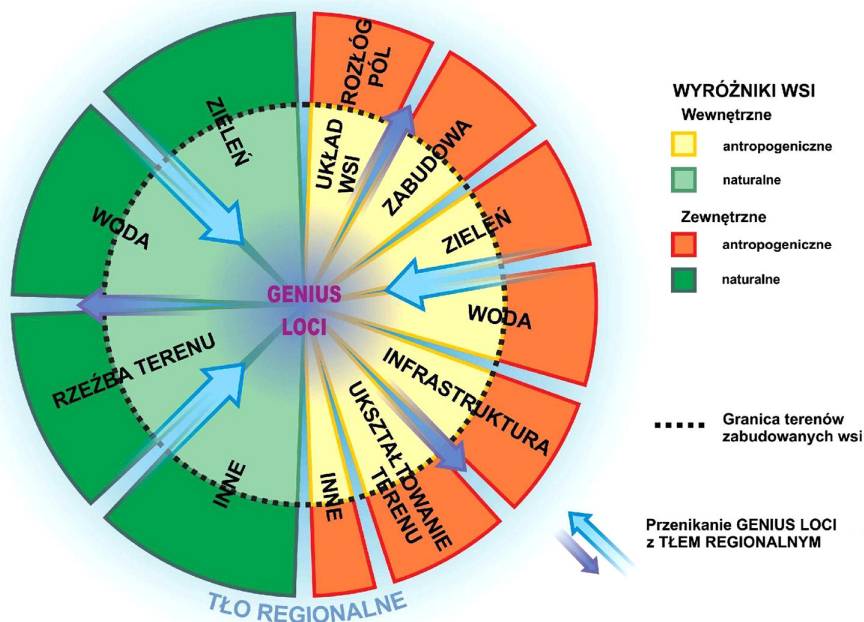 ROZŁÓG
PÓL
UKŁAD
WSI
ZABUDOWA
ZIELEŃ
WODA
INFRASTRUKTURA
UKSZTAŁTOWANIE
TERENU
INNE
INNE
RZEŹBA TERENU
WODA
ZIELEŃ
GENIUS
LOCI
TŁO REGIONALNE
WYRÓŻNIKI WSI
Wewnętrzne
antropogeniczne
naturalne
Zewnętrzne
antropogeniczne
naturalne
Granica terenów
zabudowanych wsi
Przenikanie GENIUS LOCI
z TŁEM REGIONALNYM